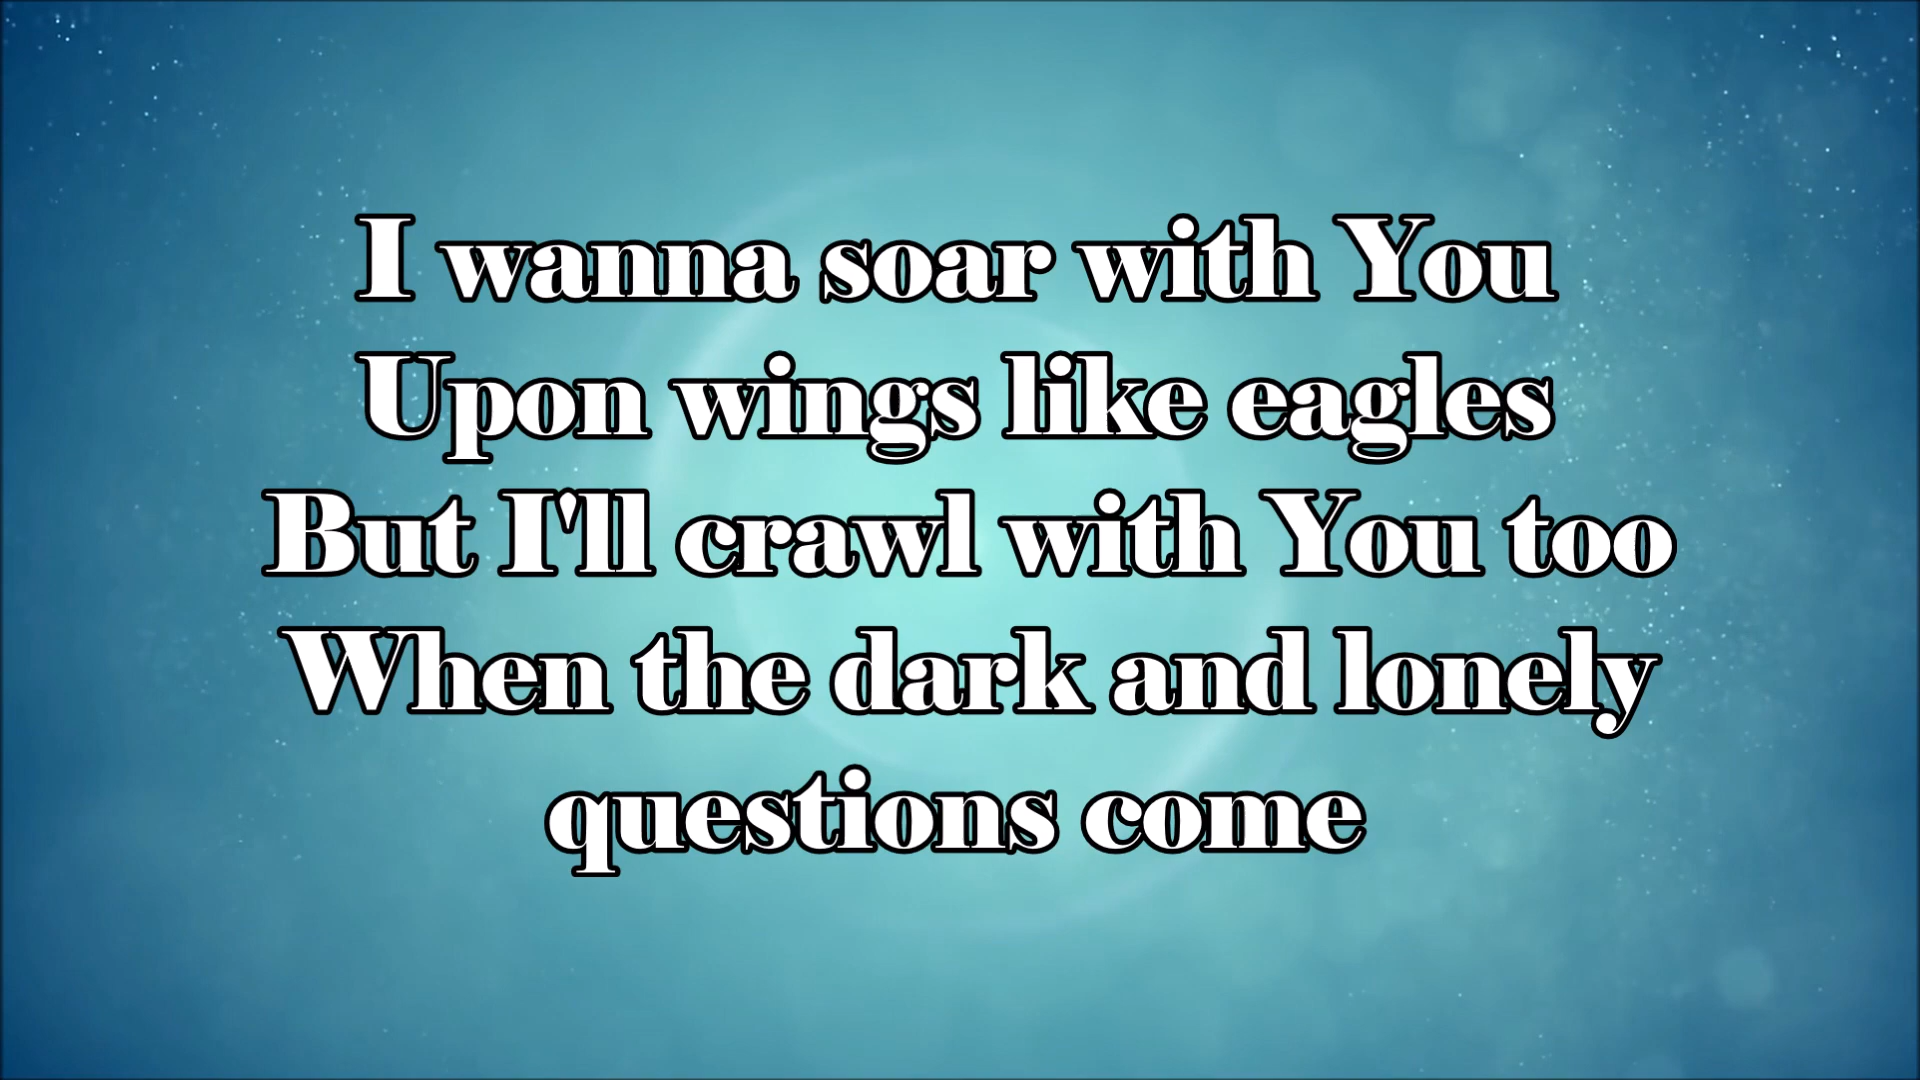 I wanna soar with You
Upon wings like eagles
But I'll crawl with You too
When the dark and lonely
questions come